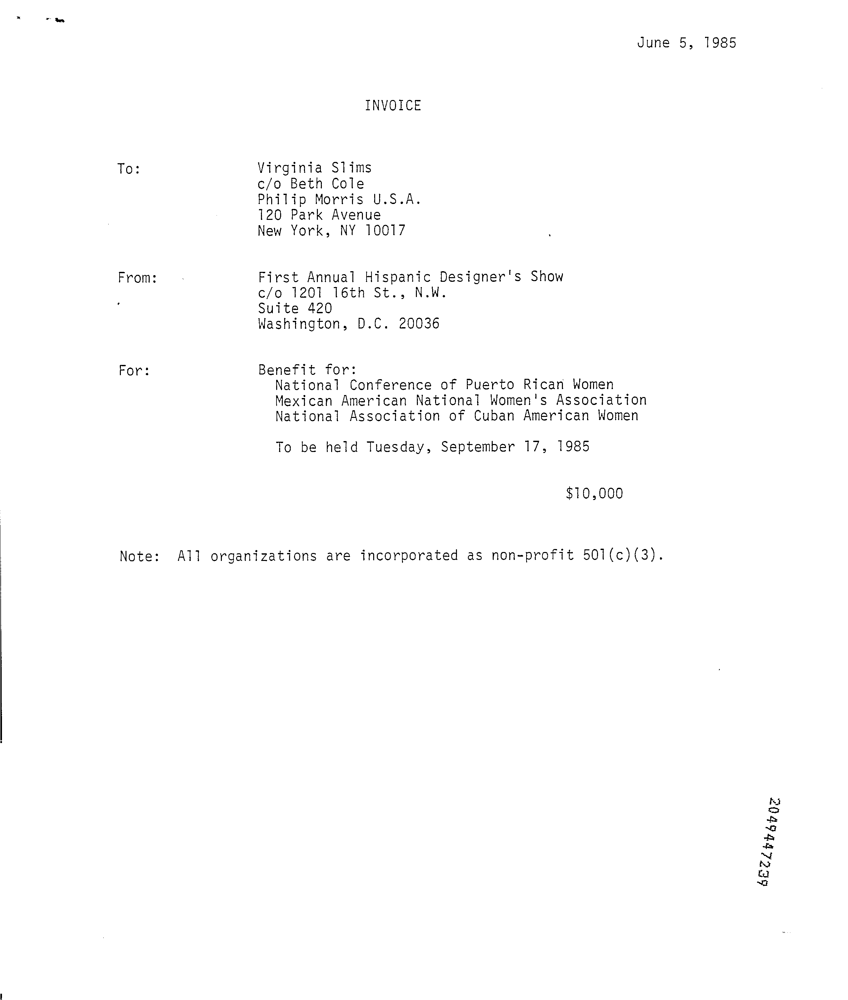 June 5, 1985
INVOICE
To: Virginia Slims
c/o Beth Cole
Philip Morris U.S.A.
120 Park Avenue
New York, NY 10017
From: First Annual Hispanic Designer's Show
c/o 1201 16th St., N.W.
Suite 420
Washington, D.C. 20036
For: Benefit for:
National Conference of Puerto Rican Women
Mexican American National Women's Association
National Association of Cuban American Women
To be held Tuesday, September 17, 1985
$10,000
Note: All organizations are incorporated as non-profit 501(c)(3).
2049447239